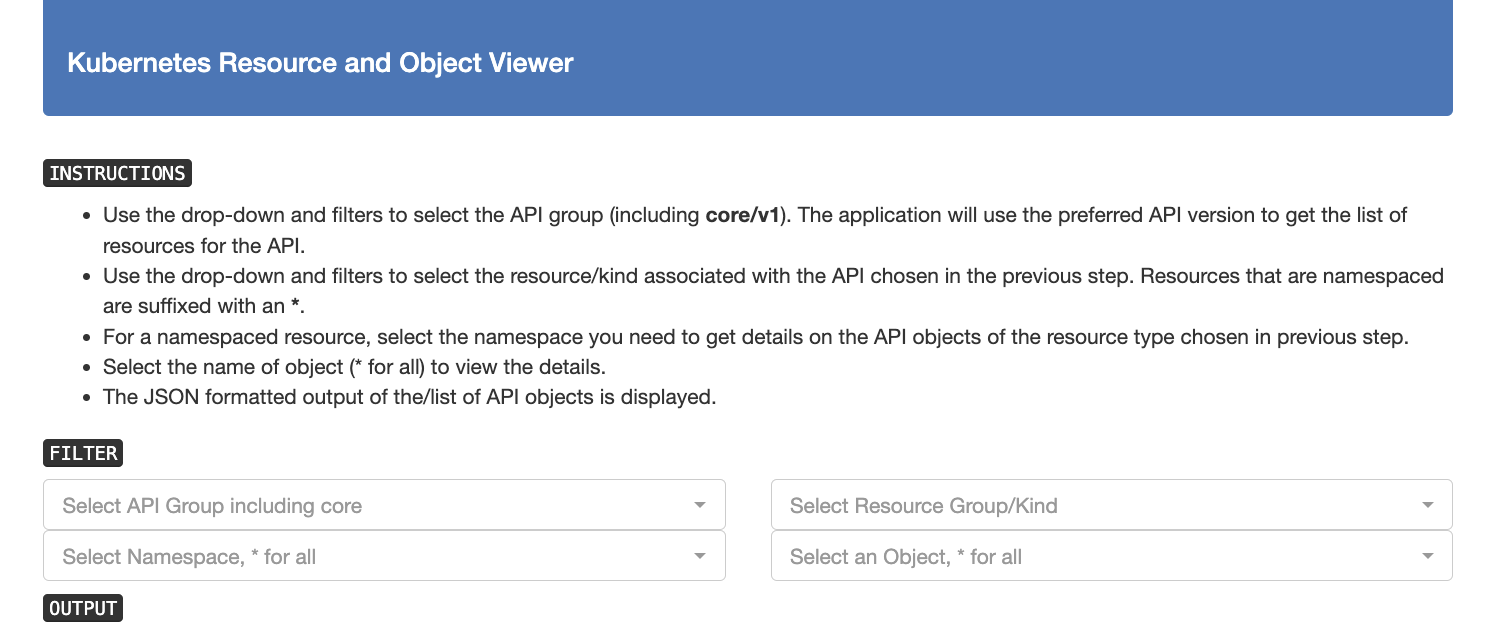 Kubernetes Resource and Object Viewer
INSTRUCTIONS
• Use the drop-down and filters to select the API group (including core/v1). The application will use the preferred API version to get the list of
resources for the API.
• Use the drop-down and filters to select the resource/kind associated with the API chosen in the previous step. Resources that are namespaced
are suffixed with an *.
• For a namespaced resource, select the namespace you need to get details on the API objects of the resource type chosen in previous step.
• Select the name of object (* for all) to view the details.
• The JSON formatted output of the/list of API objects is displayed.
FILTER
Select API Group including core
Select Resource Group/Kind
Select Namespace, * for all
Select an Object, * for all
OUTPUT